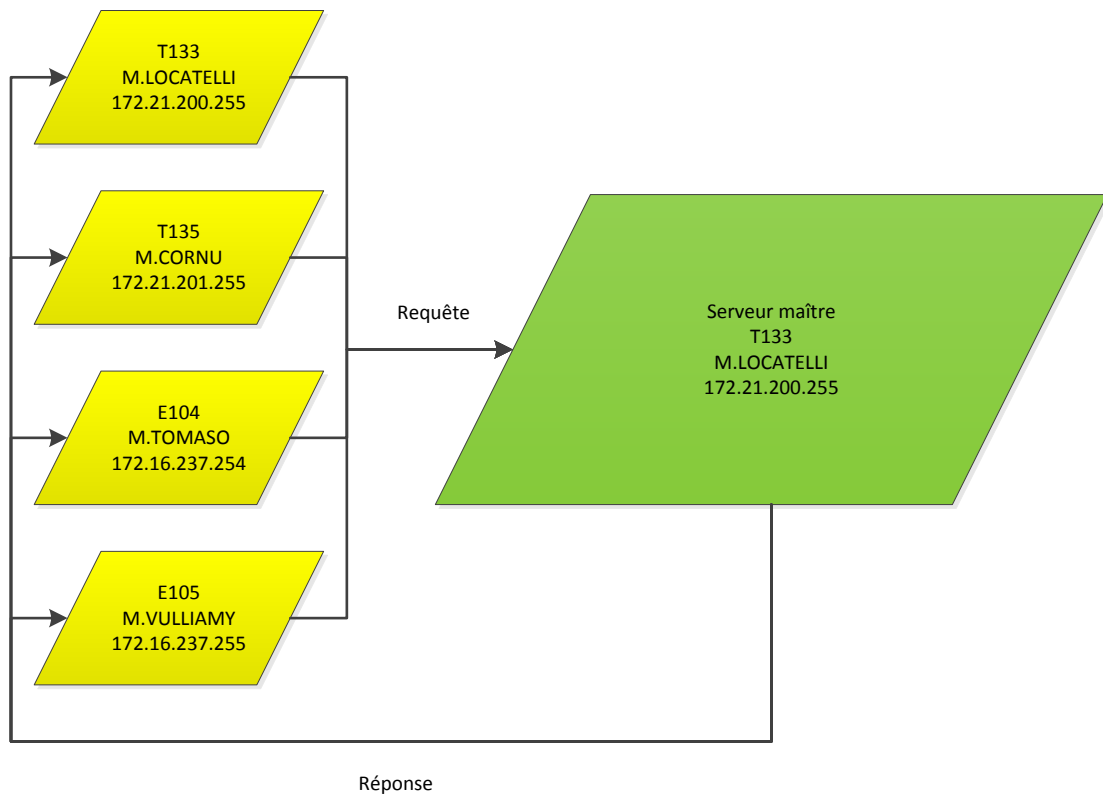 T133
M.LOCATELLI
172.21.200.255
T135
M.CORNU
172.21.201.255
E104
M.TOMASO
172.16.237.254
E105
M.VULLIAMY
172.16.237.255
Requête
Serveur maître
T133
M.LOCATELLI
172.21.200.255
Réponse